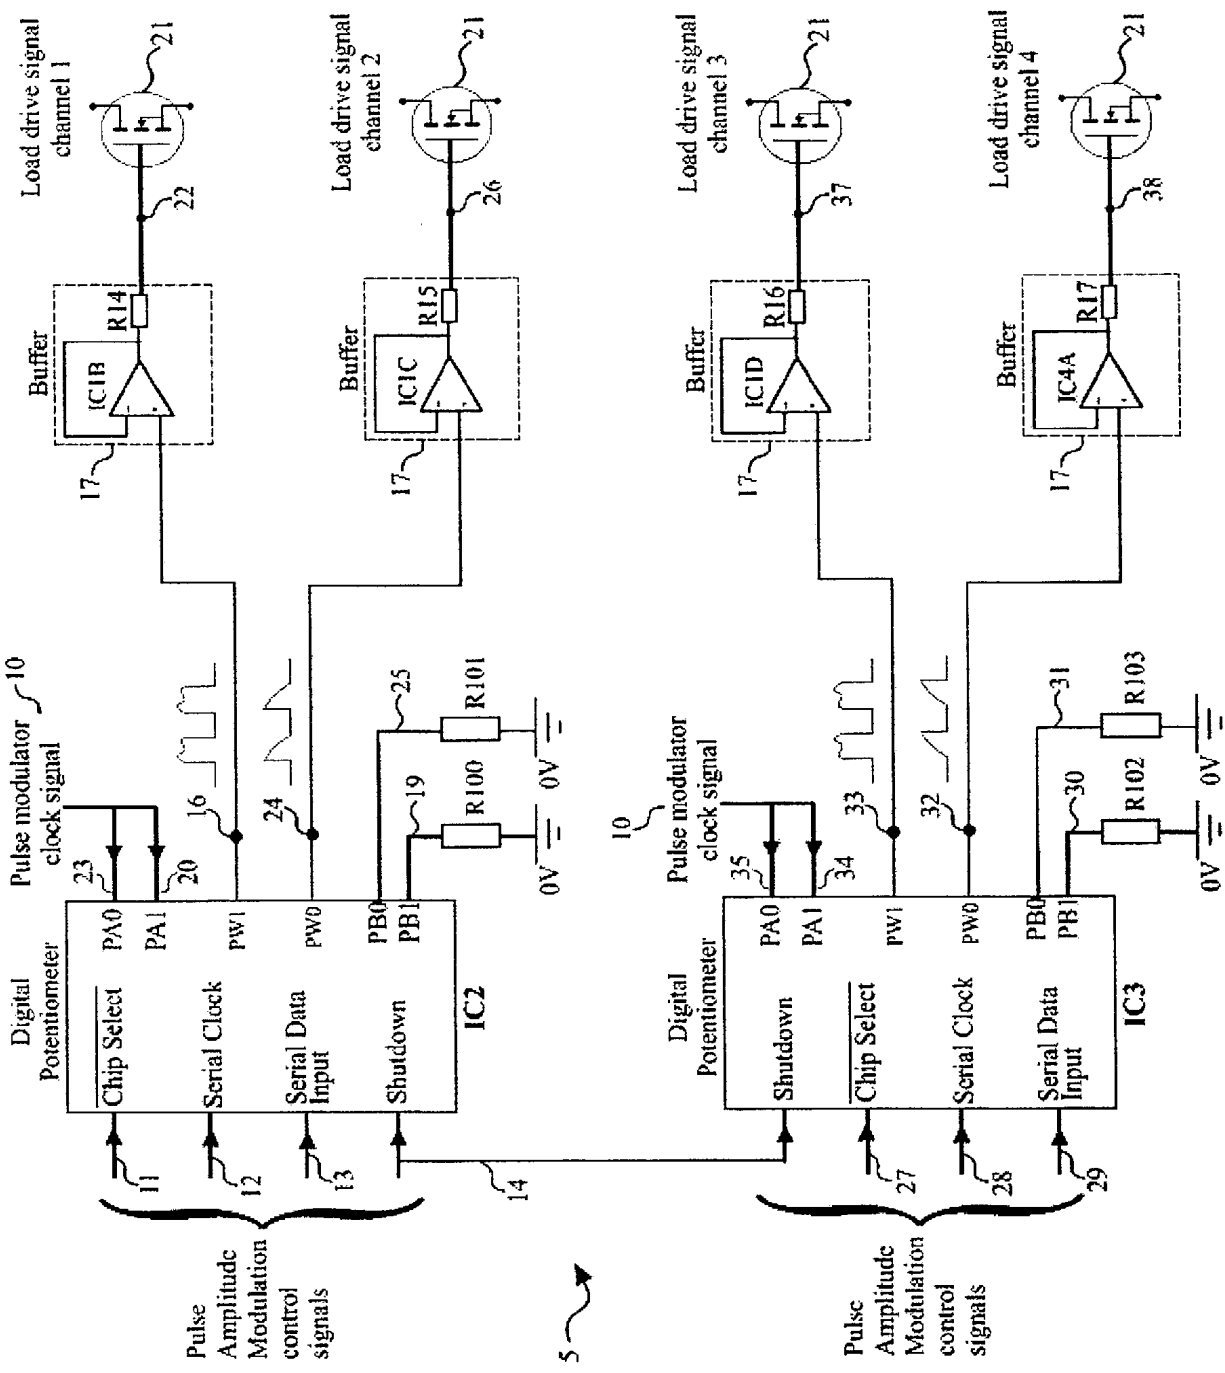 Load drive signal
channel 1
21
22
Buffer
R14
IC1B
17
Load drive signal
channel 2
21
26
Buffer
R15
IC1C
17
Load drive signal
channel 3
21
37
Buffer
R16
IC1D
17
Load drive signal
channel 4
21
38
Buffer
R17
IC4A
17
Pulse modulator
clock signal
10
23
20
16
24
25
19
R101
R100
0V
0V
PA0
PA1
PW1
PW0
PB0
PB1
Digital
Potentiometer
Chip Select
Serial Clock
Serial Data
Input
Shutdown
IC2
11
12
13
14
Pulse
Amplitude
Modulation
control
signals
Pulse modulator
clock signal
10
35
34
33
32
31
30
R103
R102
0V
0V
PA0
PA1
PW1
PW0
PB0
PB1
Digital
Potentiometer
Shutdown
Chip Select
Serial Clock
Serial Data
Input
IC3
27
28
29
Pulse
Amplitude
Modulation
control
signals
5